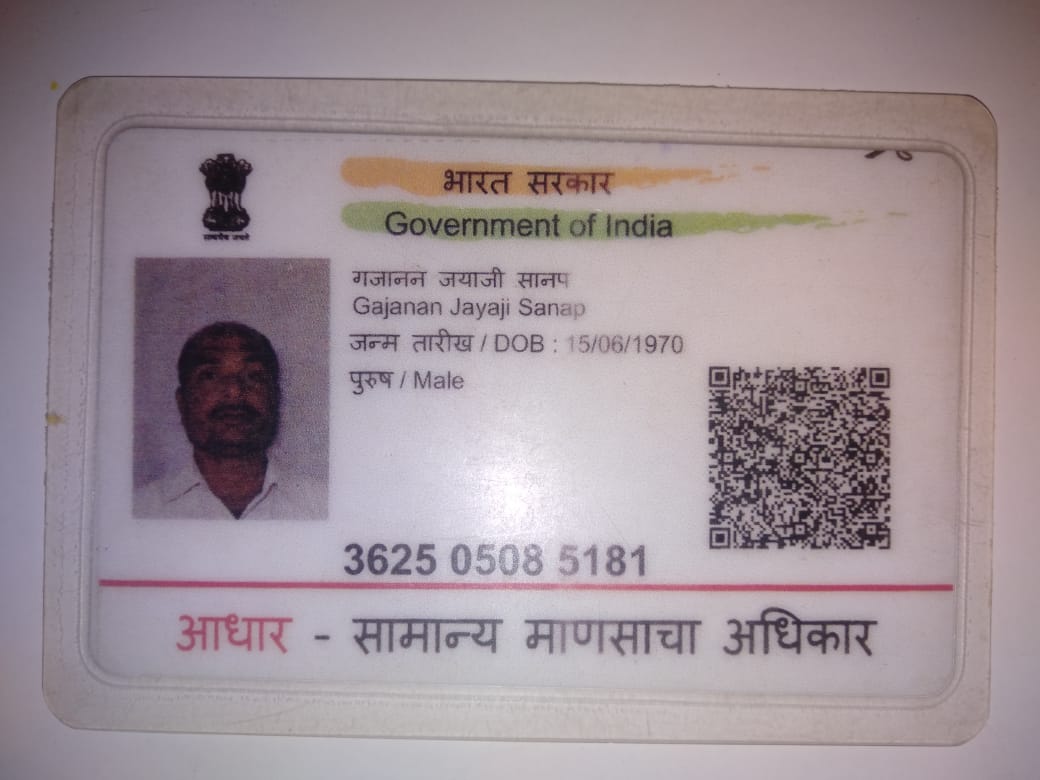 सत्यमेव जयते
भारत सरकार
Government of India
गजानन जयाजी सानप
Gajanan Jayaji Sanap
जन्म तारीख / DOB : 15/06/1970
पुरुष / Male
3625 0508 5181
आधार - सामान्य माणसाचा अधिकार